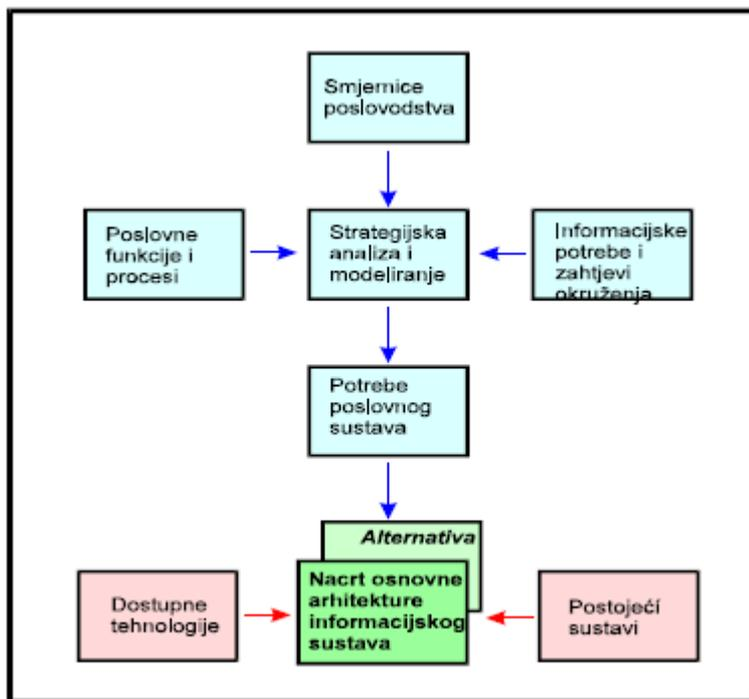 Smjernice
poslovodstva
Poslovne
funkcije i
procesi
Strategijska
analiza i
modeliranje
Informacijske
potrebe i
zahtjevi
okruženja
Potrebe
poslovnog
sustava
Alternativa
Nacrt osnovne
arhitekture
informacijskog
sustava
Dostupne
tehnologije
Postojećí
sustavi